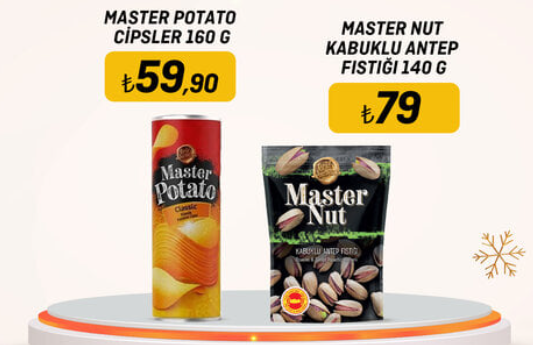 MASTER POTATO
CİPSLER 160 G
₺59,90
MASTER NUT
KABUKLU ANTEP
FISTIĞI 140 G
₺79
Master
Potato
Classic
Master
Nut
KABUKLU ANTEP FISTIĞI